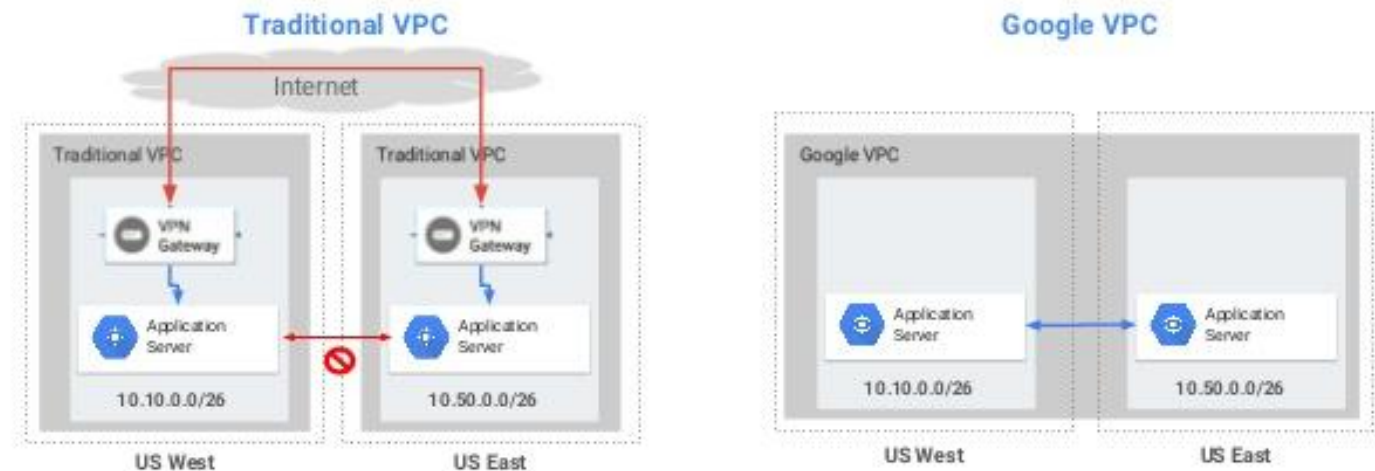 Traditional VPC
Internet
Traditional VPC
VPN
Gateway
Application
Server
10.10.0.0/26
US West
Traditional VPC
VPN
Gateway
Application
Server
10.50.0.0/26
US East
Google VPC
Google VPC
Application
Server
10.10.0.0/26
US West
Application
Server
10.50.0.0/26
US East